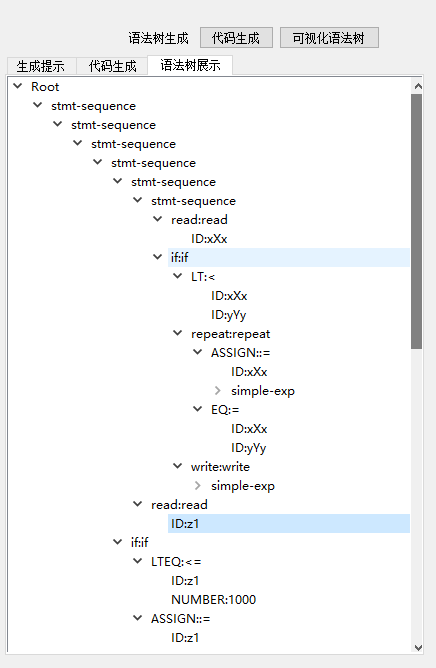 语法树生成 代码生成 可视化语法树
生成提示 代码生成 语法树展示
Root
stmt-sequence
stmt-sequence
stmt-sequence
stmt-sequence
stmt-sequence
stmt-sequence
read:read
ID:xXx
if:if
LT:<
ID:xXx
ID:yYy
repeat:repeat
ASSIGN::=
ID:xXx
simple-exp
EQ:=
ID:xXx
ID:yYy
write:write
simple-exp
read:read
ID:z1
if:if
LTEQ:<=
ID:z1
NUMBER:1000
ASSIGN::=
ID:z1